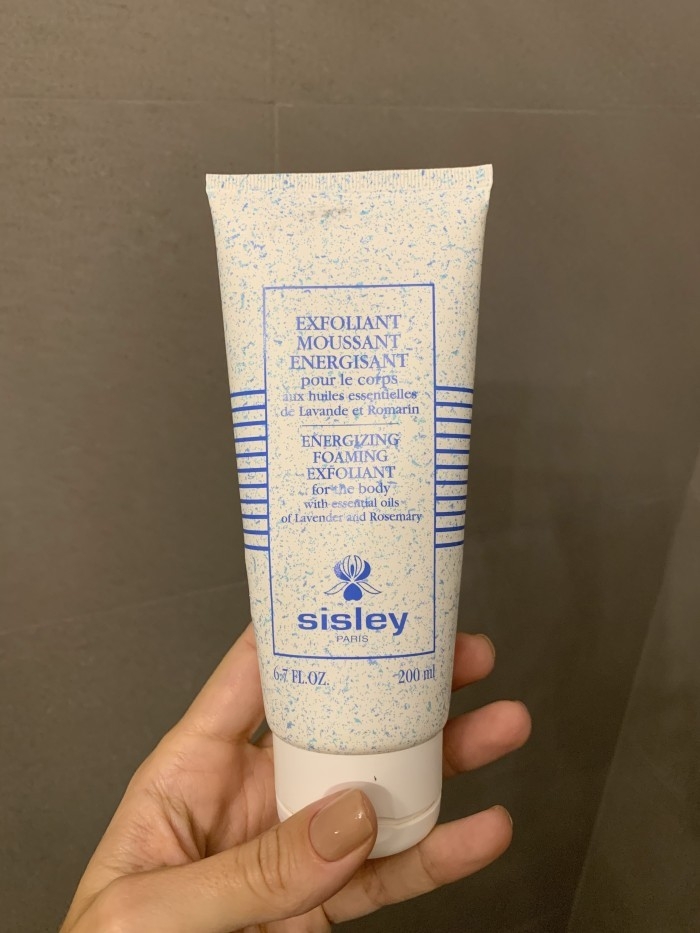 EXFOLIANT
MOUSSANT
ENERGISANT
pour le corps
aux huiles essentielles
de Lavande et Romarin
ENERGIZING
FOAMING
EXFOLIANT
for the body
with essential oils
of Lavender and Rosemary
sisley
PARIS
6.7 FL.OZ. 200 ml